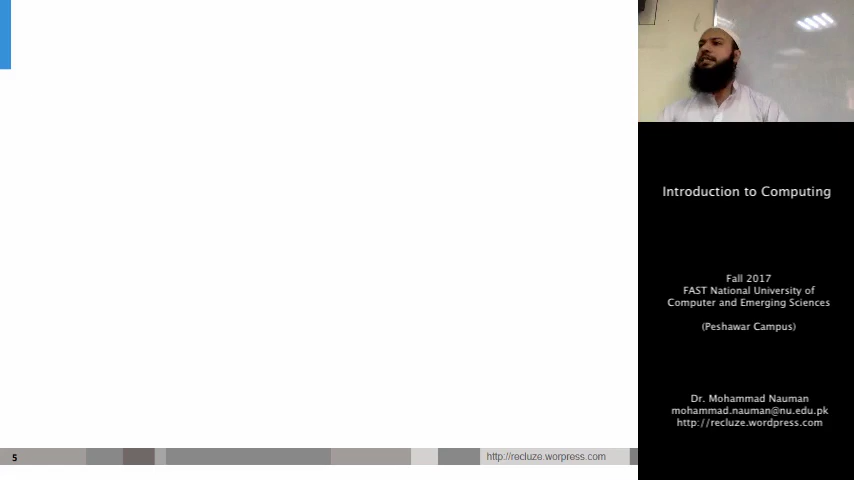 Introduction to Computing
Fall 2017
FAST National University of
Computer and Emerging Sciences
(Peshawar Campus)
Dr. Mohammad Nauman
mohammad.nauman@nu.edu.pk
http://recluze.wordpress.com
5
http://recluze.worpress.com